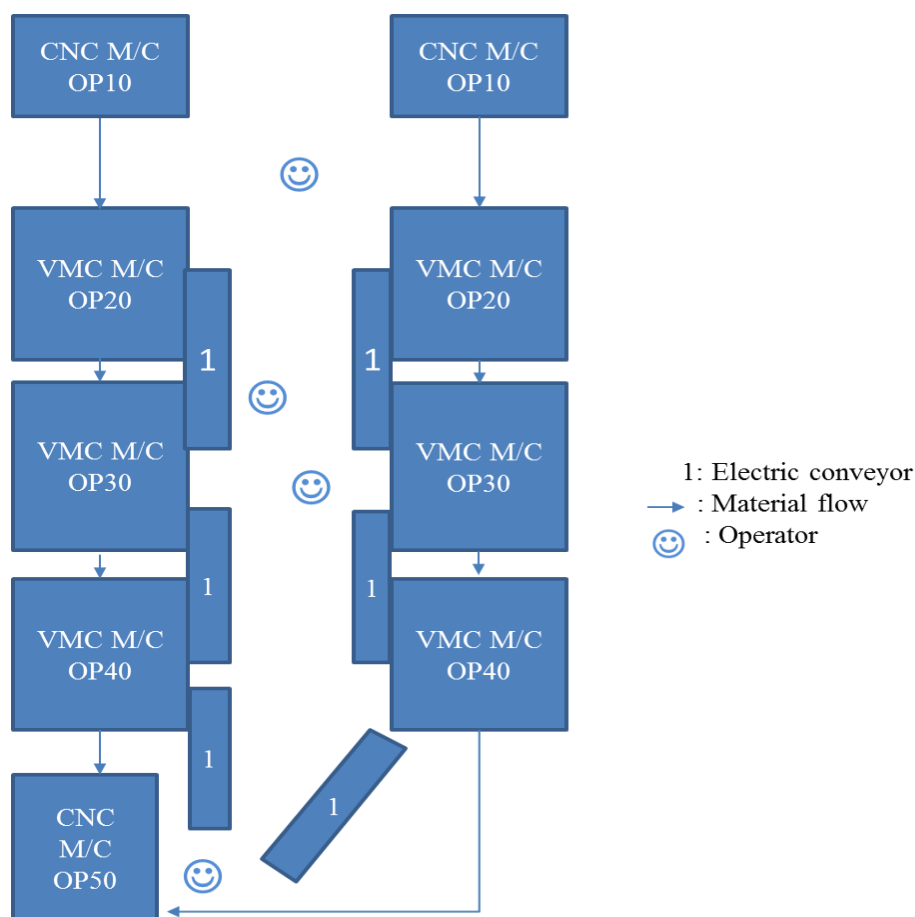 CNC M/C
OP10
CNC M/C
OP10
VMC M/C
OP20
VMC M/C
OP20
1
1
VMC M/C
OP30
VMC M/C
OP30
1: Electric conveyor
: Material flow
: Operator
1
1
VMC M/C
OP40
VMC M/C
OP40
1
1
CNC
M/C
OP50